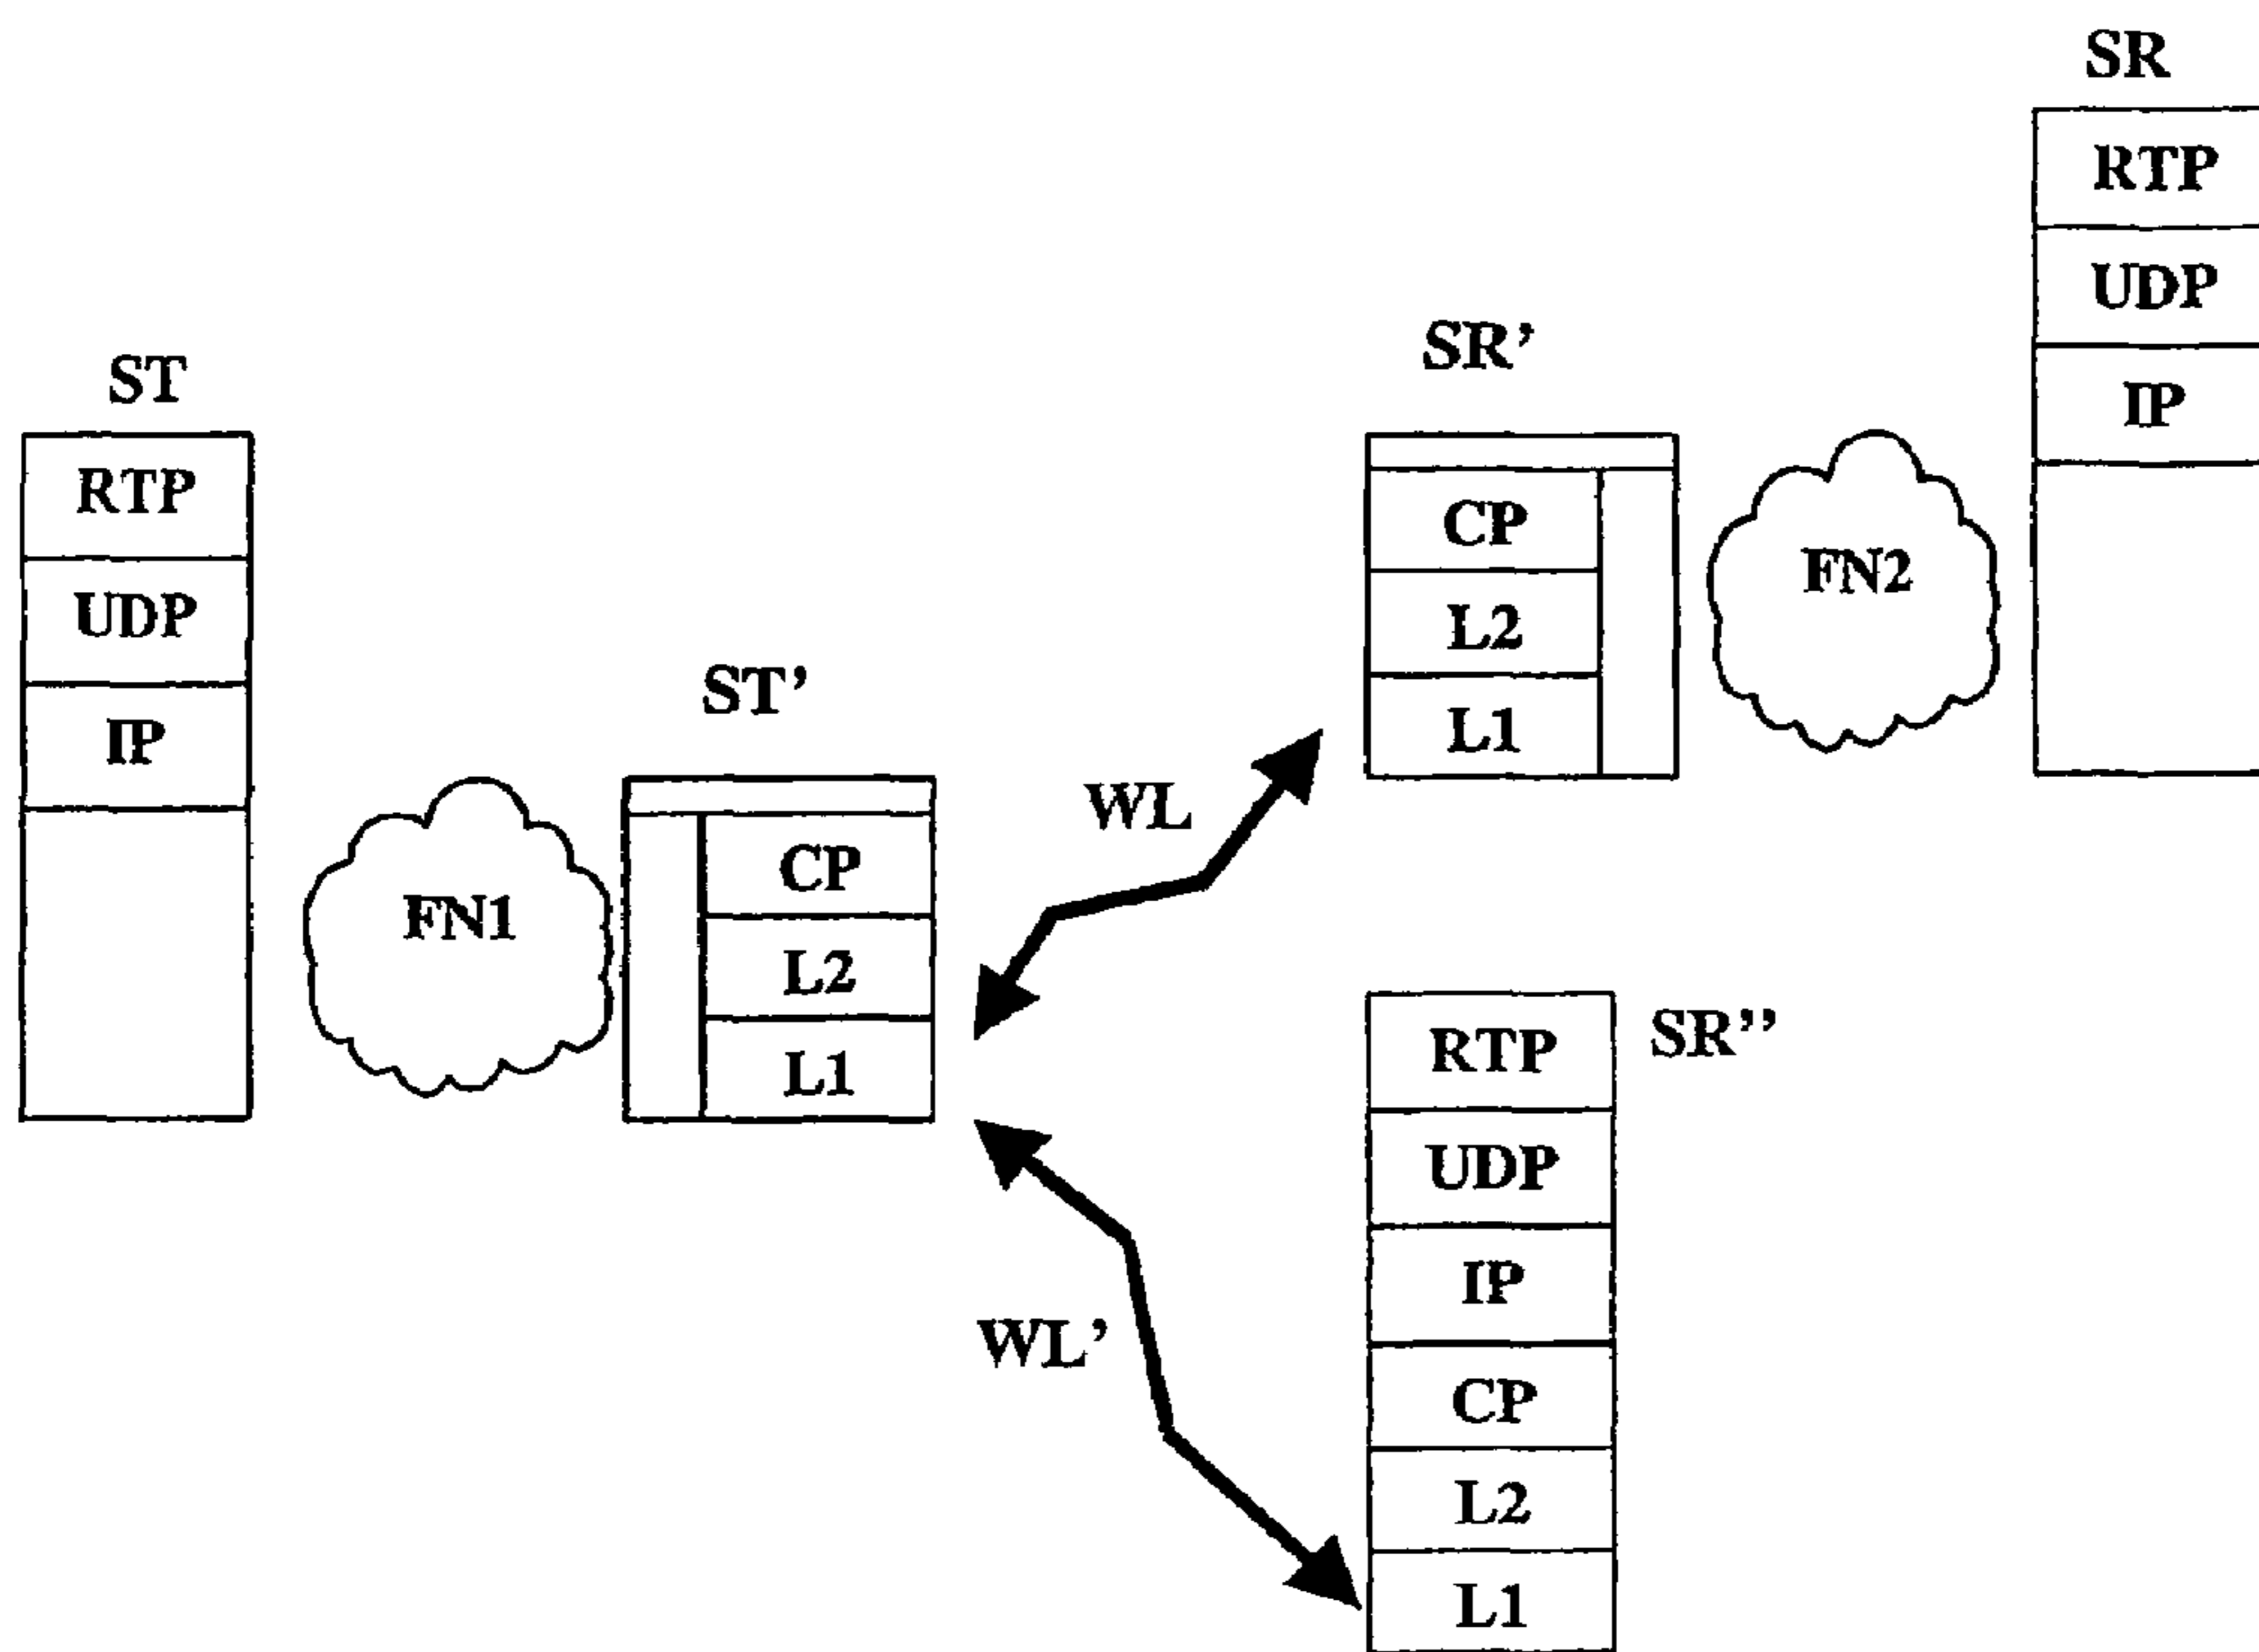 SR
RTP
UDP
IP
ST
RTP
UDP
IP
FN1
ST’
CP
L2
L1
WL
SR’
CP
L2
L1
FN2
WL’
SR’’
RTP
UDP
IP
CP
L2
L1